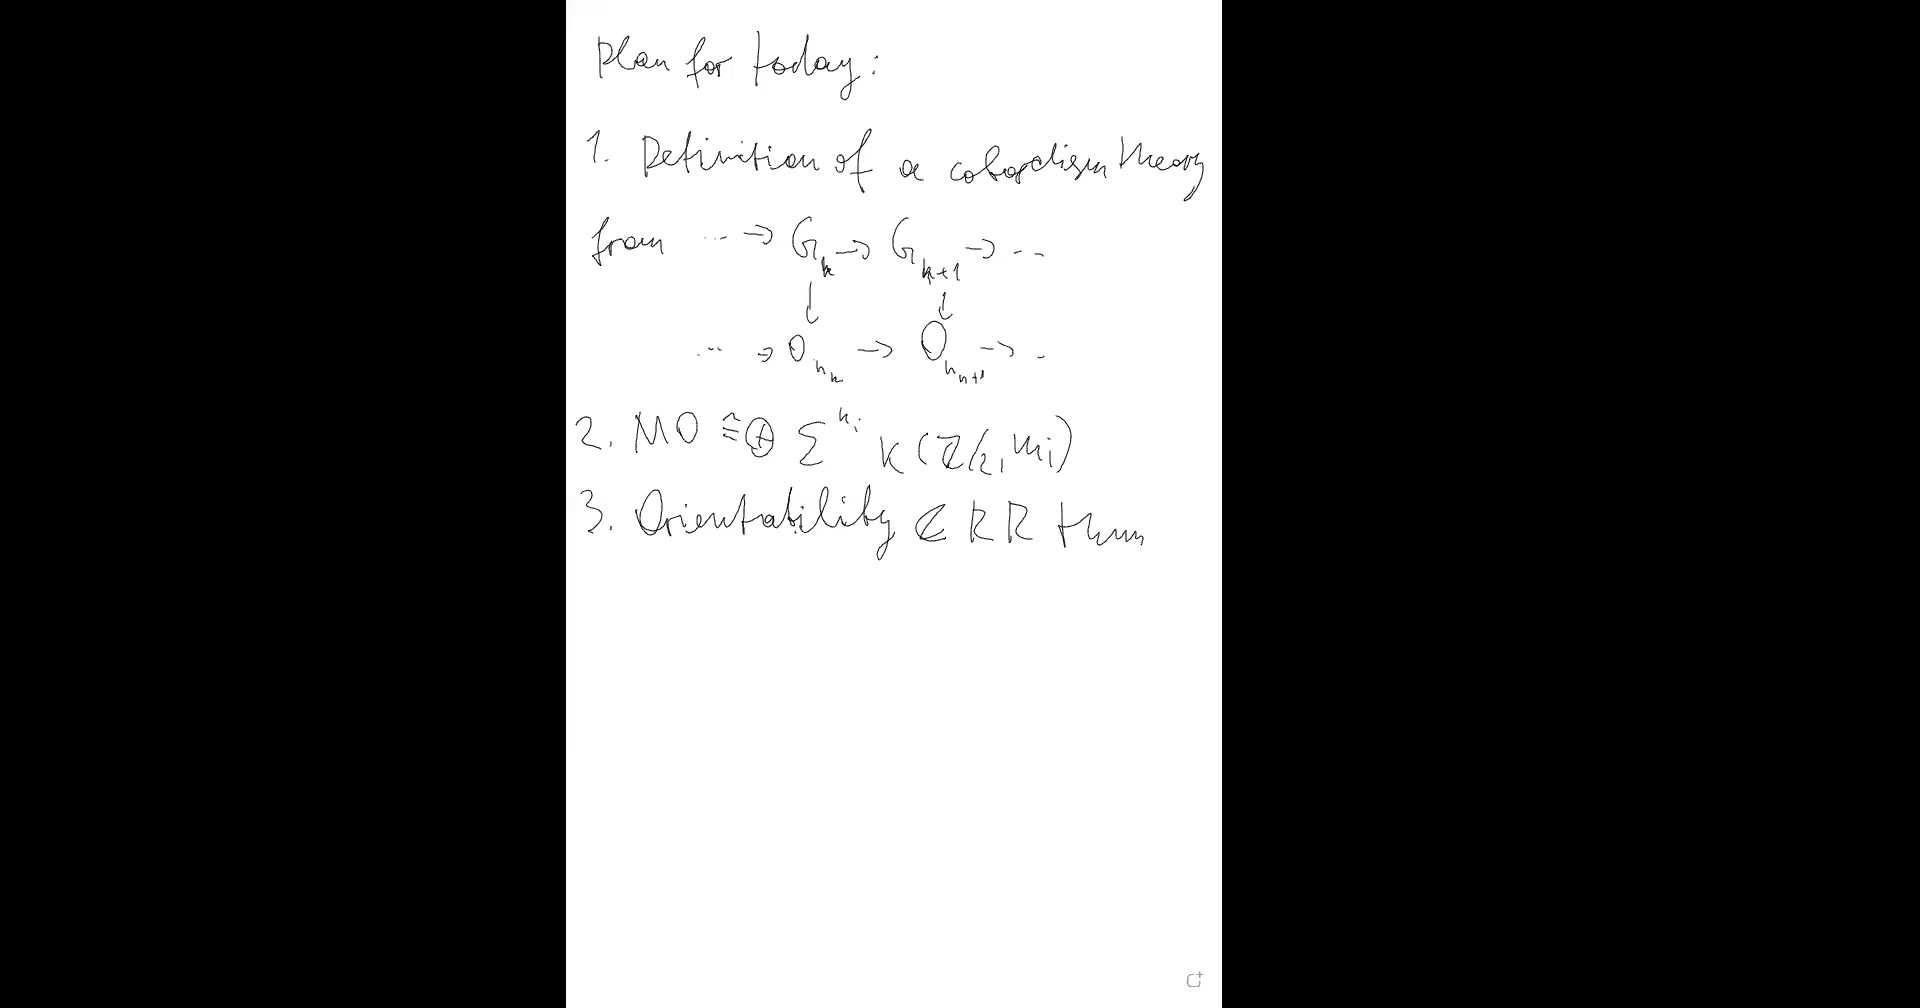 Plan for today:
1. Definition of a cobordism theory
from ... → G_k → G_{k+1} → ..
↓ ↓
... → O_{n_k} → O_{n_{n+1}} → ..
2. MO ≅ ⊕ Σ^{n_i} K(Z/2, m_i)
3. Orientability & RR thm